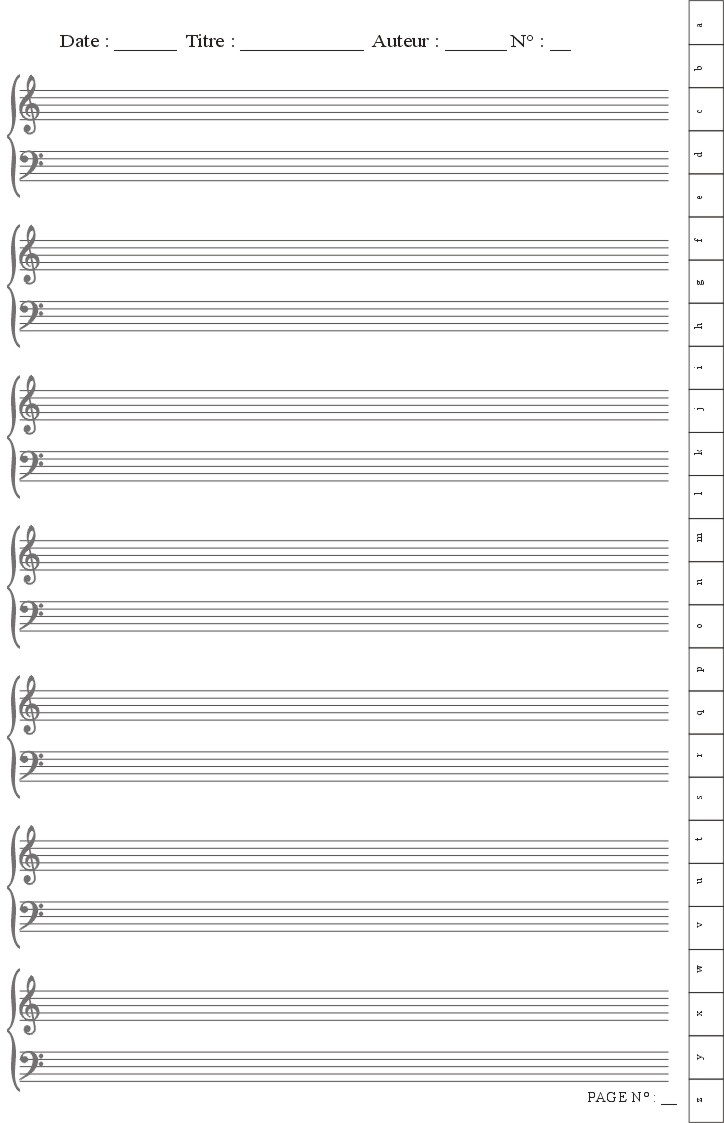 Date : ______ Titre : ____________ Auteur : ______ N° : __
a
b
c
d
e
f
g
h
i
j
k
l
m
n
o
p
q
r
s
t
u
v
w
x
y
z
PAGE N° : __